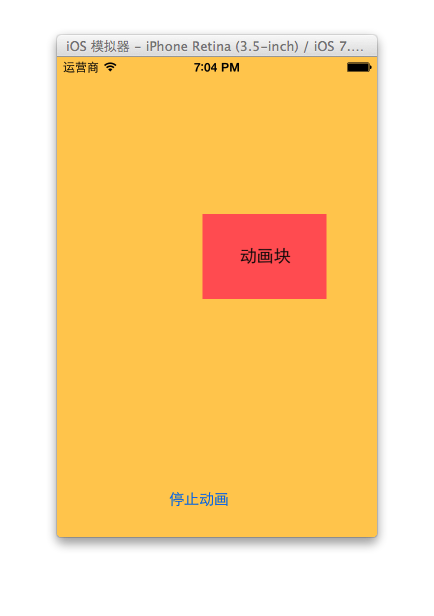 iOS 模拟器 – iPhone Retina (3.5-inch) / iOS 7....
运营商 7:04 PM
动画块
停止动画